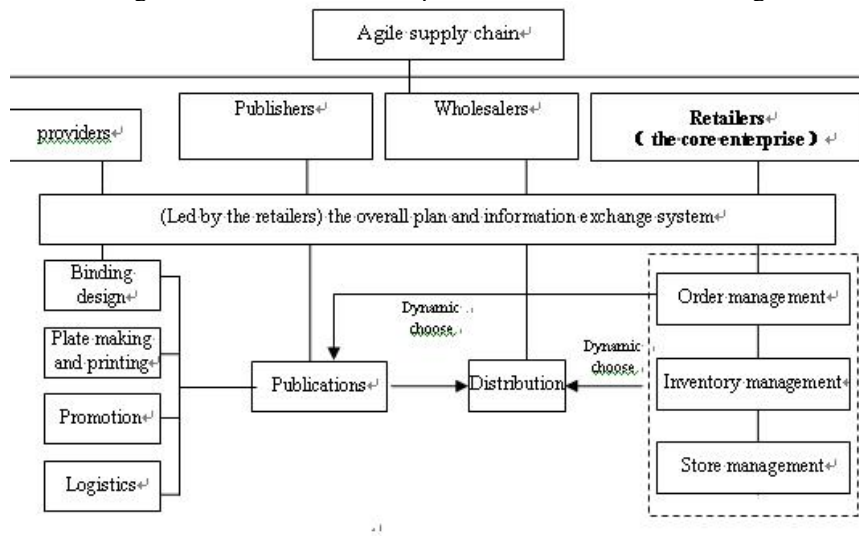 Agile supply chain
providers
Publishers
Wholesalers
Retailers
( the core enterprise )
(Led by the retailers) the overall plan and information exchange system
Binding
design
Plate making
and printing
Promotion
Logistics
Dynamic
choose
Publications
Distribution
Dynamic
choose
Order management
Inventory management
Store management